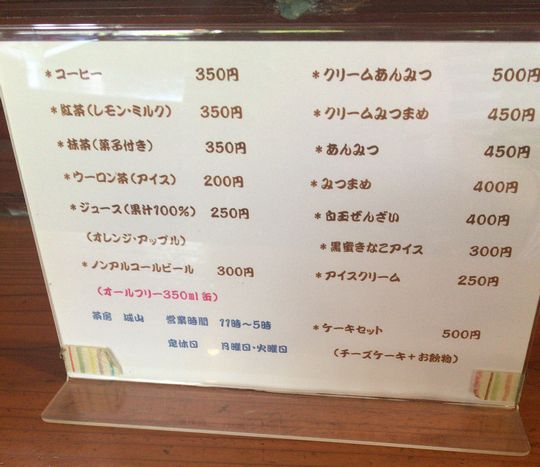 *コーヒー 350円
*紅茶(レモン・ミルク) 350円
*抹茶(菓子付き) 350円
*ウーロン茶(アイス) 200円
*ジュース(果汁100%) 250円
(オレンジ・アップル)
*ノンアルコールビール 300円
(オールフリー350ml缶)
茶房 城山 営業時間 11時~5時
定休日 月曜日・火曜日
*クリームあんみつ 500円
*クリームみつまめ 450円
*あんみつ 450円
*みつまめ 400円
*白玉ぜんざい 400円
*黒蜜きなこアイス 300円
*アイスクリーム 250円
*ケーキセット 500円
(チーズケーキ+お飲物)